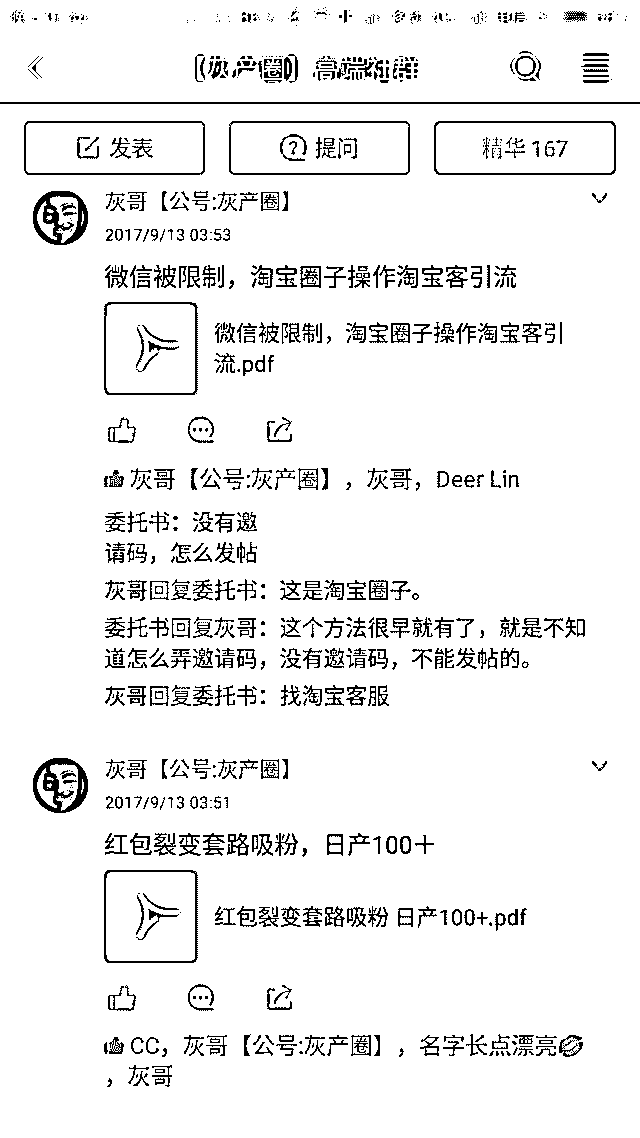 (灰产圈) 高端社群
发表
提问
精华 167
灰哥【公号:灰产圈】
2017/9/13 03:53
微信被限制，淘宝圈子操作淘宝客引流
微信被限制，淘宝圈子操作淘宝客引
流.pdf
灰哥【公号:灰产圈】，灰哥，Deer Lin
委托书：没有邀
请码，怎么发帖
灰哥回复委托书：这是淘宝圈子。
委托书回复灰哥：这个方法很早就有了，就是不知
道怎么弄邀请码，没有邀请码，不能发帖的。
灰哥回复委托书：找淘宝客服
灰哥【公号:灰产圈】
2017/9/13 03:51
红包裂变套路吸粉，日产100＋
红包裂变套路吸粉 日产100+.pdf
CC，灰哥【公号:灰产圈】，名字长点漂亮
，灰哥